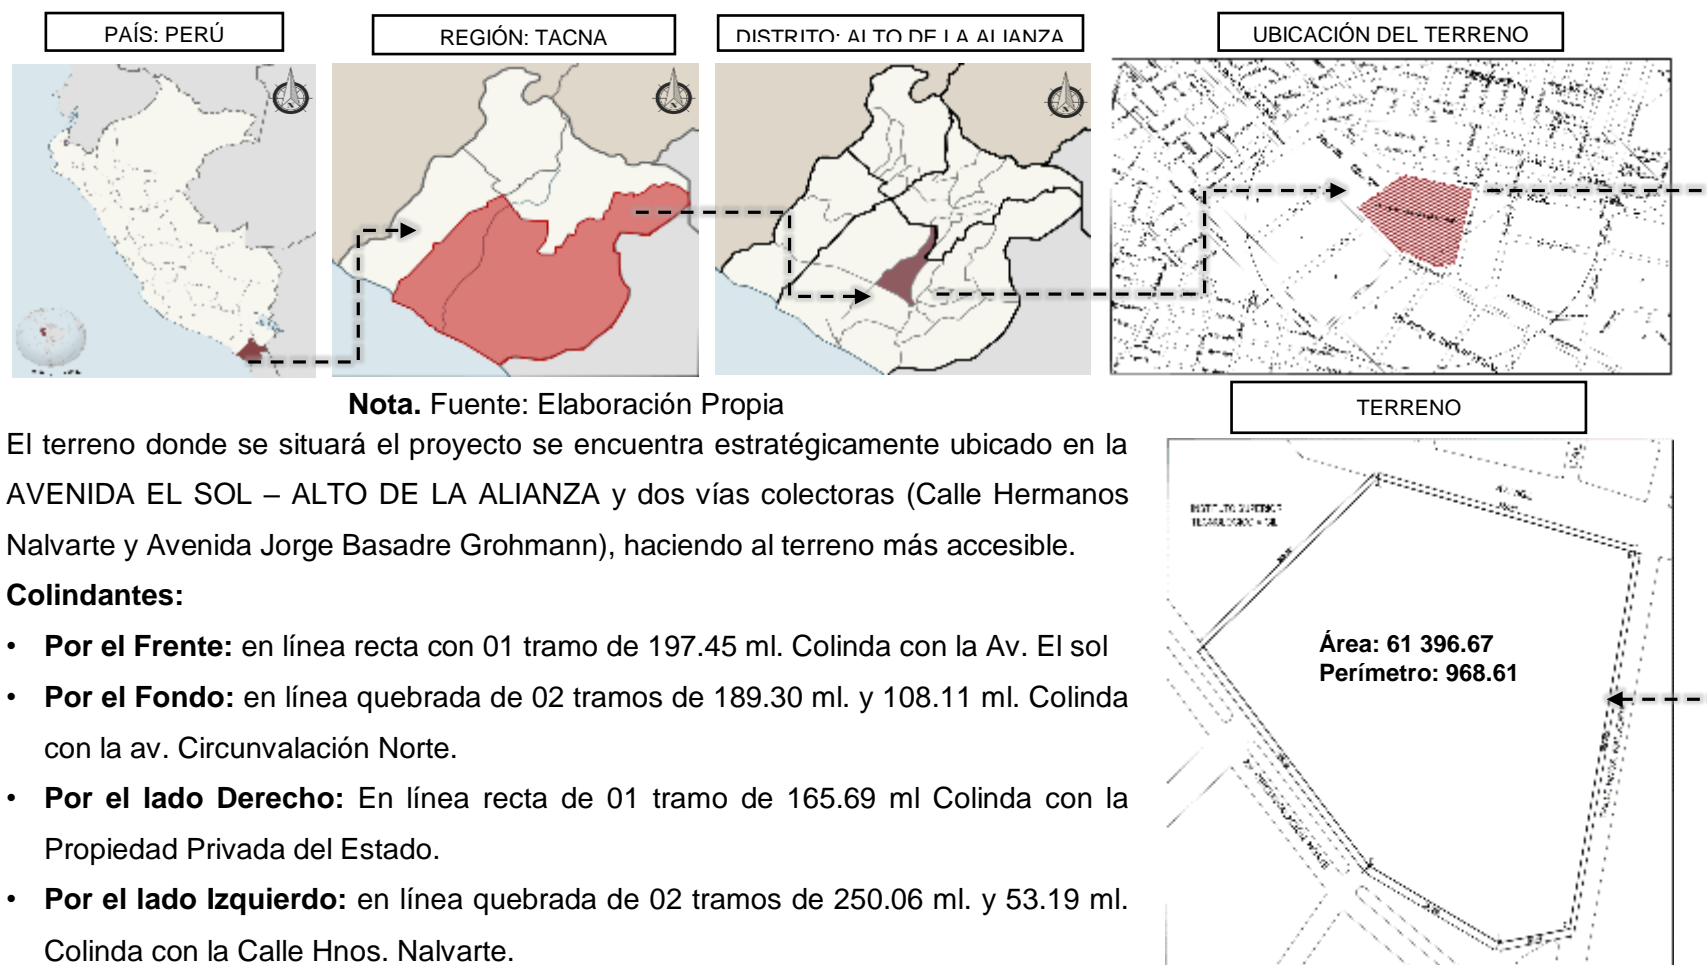 PAÍS: PERÚ
REGIÓN: TACNA
DISTRITO: ALTO DE LA ALIANZA
UBICACIÓN DEL TERRENO
Nota. Fuente: Elaboración Propia
El terreno donde se situará el proyecto se encuentra estratégicamente ubicado en la
AVENIDA EL SOL – ALTO DE LA ALIANZA y dos vías colectoras (Calle Hermanos
Nalvarte y Avenida Jorge Basadre Grohmann), haciendo al terreno más accesible.
Colindantes:
• Por el Frente: en línea recta con 01 tramo de 197.45 ml. Colinda con la Av. El sol
• Por el Fondo: en línea quebrada de 02 tramos de 189.30 ml. y 108.11 ml. Colinda
con la av. Circunvalación Norte.
• Por el lado Derecho: En línea recta de 01 tramo de 165.69 ml Colinda con la
Propiedad Privada del Estado.
• Por el lado Izquierdo: en línea quebrada de 02 tramos de 250.06 ml. y 53.19 ml.
Colinda con la Calle Hnos. Nalvarte.
TERRENO
INSTITUTO SUPERIOR
TECNOLOGICO
Área: 61 396.67
Perímetro: 968.61